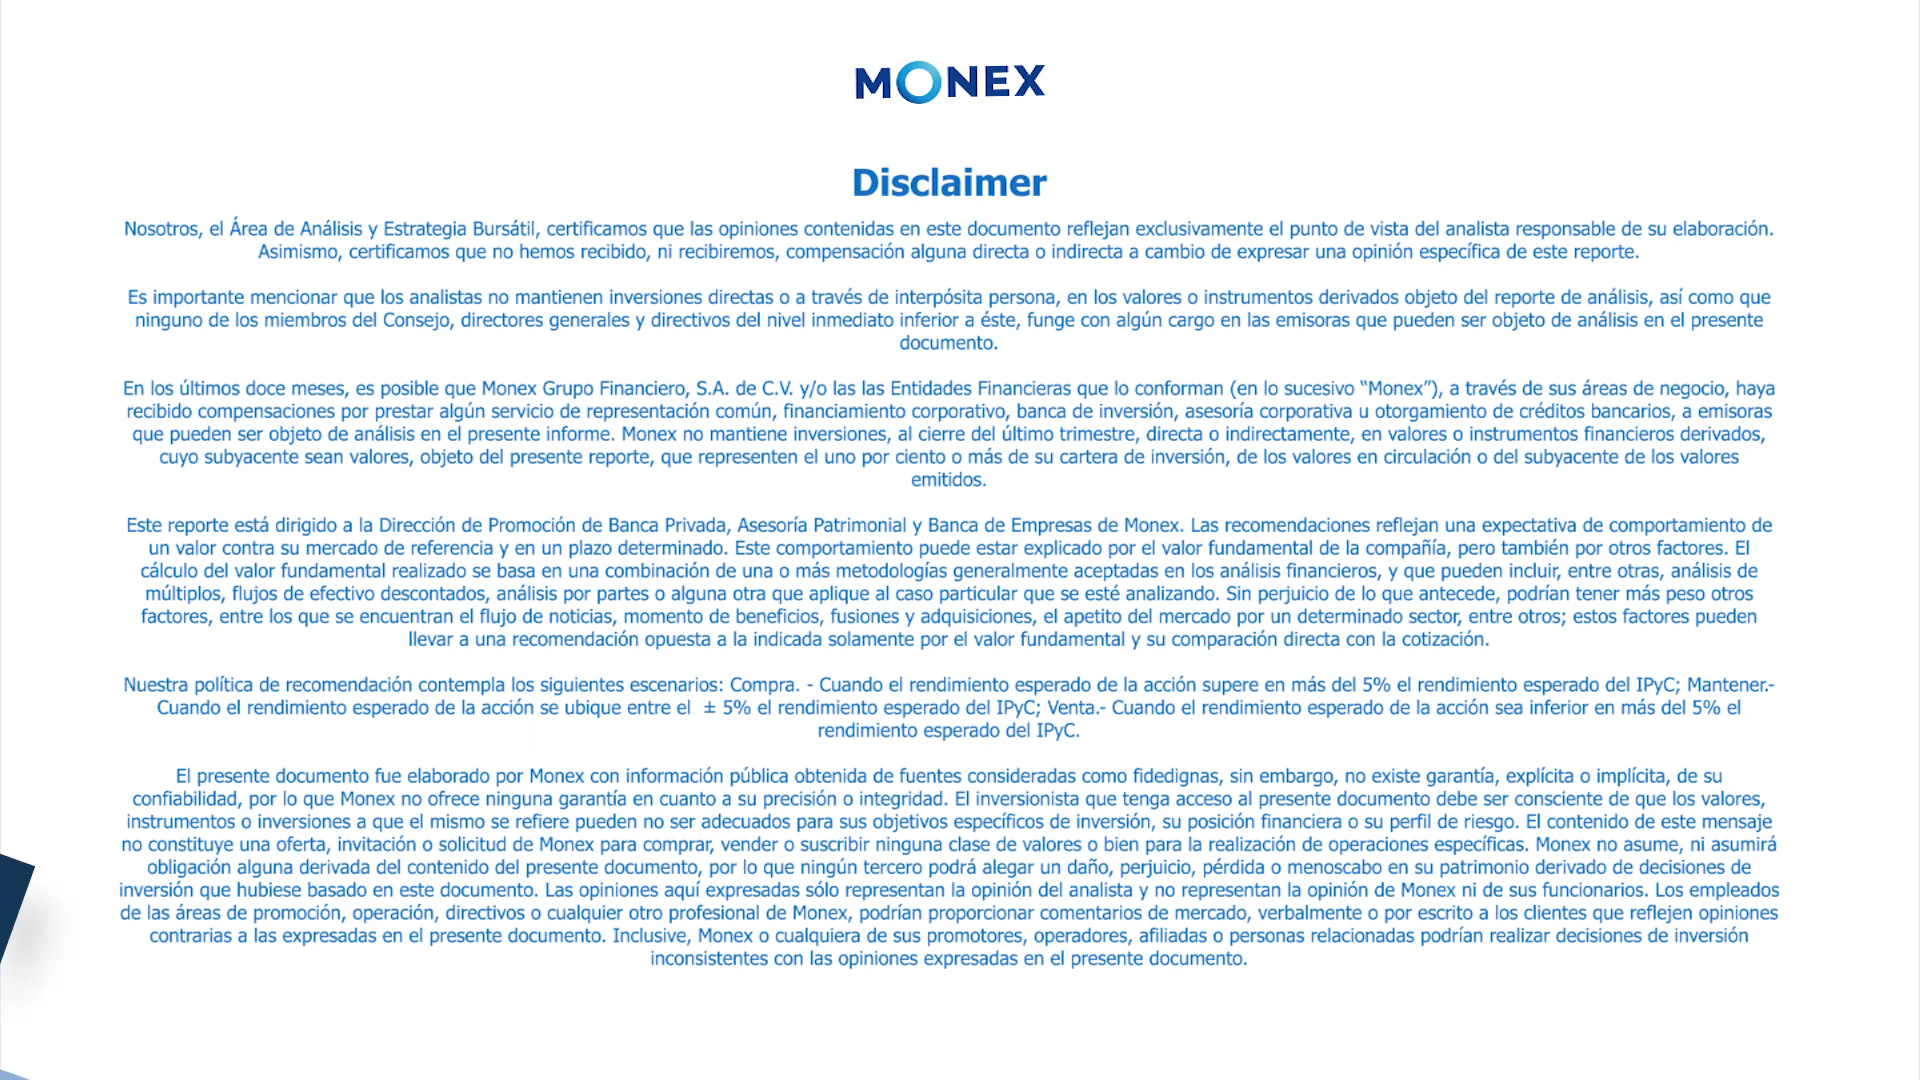 MONEX
Disclaimer
Nosotros, el Área de Análisis y Estrategia Bursátil, certificamos que las opiniones contenidas en este documento reflejan exclusivamente el punto de vista del analista responsable de su elaboración.
Asimismo, certificamos que no hemos recibido, ni recibiremos, compensación alguna directa o indirecta a cambio de expresar una opinión específica de este reporte.
Es importante mencionar que los analistas no mantienen inversiones directas o a través de interpósita persona, en los valores o instrumentos derivados objeto del reporte de análisis, así como que
ninguno de los miembros del Consejo, directores generales y directivos del nivel inmediato inferior a éste, funge con algún cargo en las emisoras que pueden ser objeto de análisis en el presente
documento.
En los últimos doce meses, es posible que Monex Grupo Financiero, S.A. de C.V. y/o las las Entidades Financieras que lo conforman (en lo sucesivo “Monex”), a través de sus áreas de negocio, haya
recibido compensaciones por prestar algún servicio de representación común, financiamiento corporativo, banca de inversión, asesoría corporativa u otorgamiento de créditos bancarios, a emisoras
que pueden ser objeto de análisis en el presente informe. Monex no mantiene inversiones, al cierre del último trimestre, directa o indirectamente, en valores o instrumentos financieros derivados,
cuyo subyacente sean valores, objeto del presente reporte, que representen el uno por ciento o más de su cartera de inversión, de los valores en circulación o del subyacente de los valores
emitidos.
Este reporte está dirigido a la Dirección de Promoción de Banca Privada, Asesoría Patrimonial y Banca de Empresas de Monex. Las recomendaciones reflejan una expectativa de comportamiento de
un valor contra su mercado de referencia y en un plazo determinado. Este comportamiento puede estar explicado por el valor fundamental de la compañía, pero también por otros factores. El
cálculo del valor fundamental realizado se basa en una combinación de una o más metodologías generalmente aceptadas en los análisis financieros, y que pueden incluir, entre otras, análisis de
múltiplos, flujos de efectivo descontados, análisis por partes o alguna otra que aplique al caso particular que se esté analizando. Sin perjuicio de lo que antecede, podrían tener más peso otros
factores, entre los que se encuentran el flujo de noticias, momento de beneficios, fusiones y adquisiciones, el apetito del mercado por un determinado sector, entre otros; estos factores pueden
llevar a una recomendación opuesta a la indicada solamente por el valor fundamental y su comparación directa con la cotización.
Nuestra política de recomendación contempla los siguientes escenarios: Compra. - Cuando el rendimiento esperado de la acción supere en más del 5% el rendimiento esperado del IPyC; Mantener.-
Cuando el rendimiento esperado de la acción se ubique entre el ± 5% el rendimiento esperado del IPyC; Venta.- Cuando el rendimiento esperado de la acción sea inferior en más del 5% el
rendimiento esperado del IPyC.
El presente documento fue elaborado por Monex con información pública obtenida de fuentes consideradas como fidedignas, sin embargo, no existe garantía, explícita o implícita, de su
confiabilidad, por lo que Monex no ofrece ninguna garantía en cuanto a su precisión o integridad. El inversionista que tenga acceso al presente documento debe ser consciente de que los valores,
instrumentos o inversiones a que el mismo se refiere pueden no ser adecuados para sus objetivos específicos de inversión, su posición financiera o su perfil de riesgo. El contenido de este mensaje
no constituye una oferta, invitación o solicitud de Monex para comprar, vender o suscribir ninguna clase de valores o bien para la realización de operaciones específicas. Monex no asume, ni asumirá
obligación alguna derivada del contenido del presente documento, por lo que ningún tercero podrá alegar un daño, perjuicio, pérdida o menoscabo en su patrimonio derivado de decisiones de
inversión que hubiese basado en este documento. Las opiniones aquí expresadas sólo representan la opinión del analista y no representan la opinión de Monex ni de sus funcionarios. Los empleados
de las áreas de promoción, operación, directivos o cualquier otro profesional de Monex, podrían proporcionar comentarios de mercado, verbalmente o por escrito a los clientes que reflejen opiniones
contrarias a las expresadas en el presente documento. Inclusive, Monex o cualquiera de sus promotores, operadores, afiliadas o personas relacionadas podrían realizar decisiones de inversión
inconsistentes con las opiniones expresadas en el presente documento.